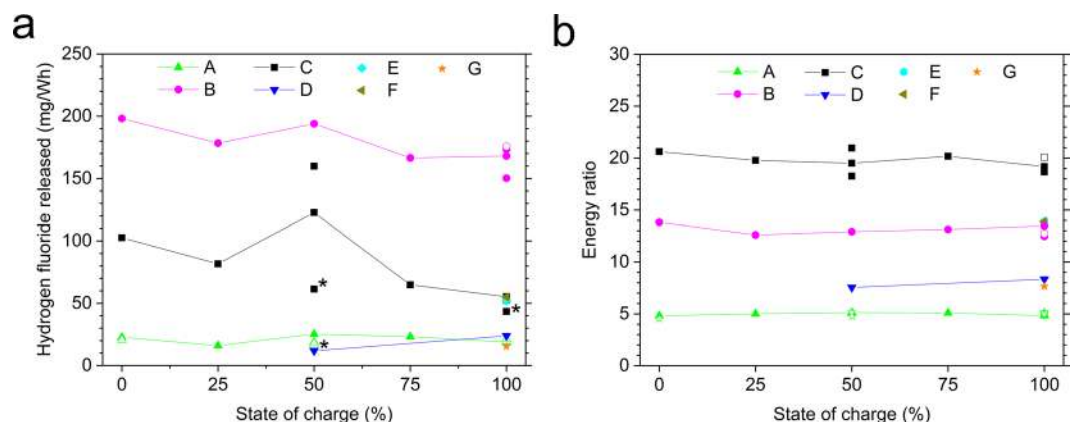 a
Hydrogen fluoride released (mg/Wh)
250
200
150
100
50
0
A C E G
B D F
*
*
*
0 25 50 75 100
State of charge (%)
b
Energy ratio
30
25
20
15
10
5
0
A C E G
B D F
0 25 50 75 100
State of charge (%)